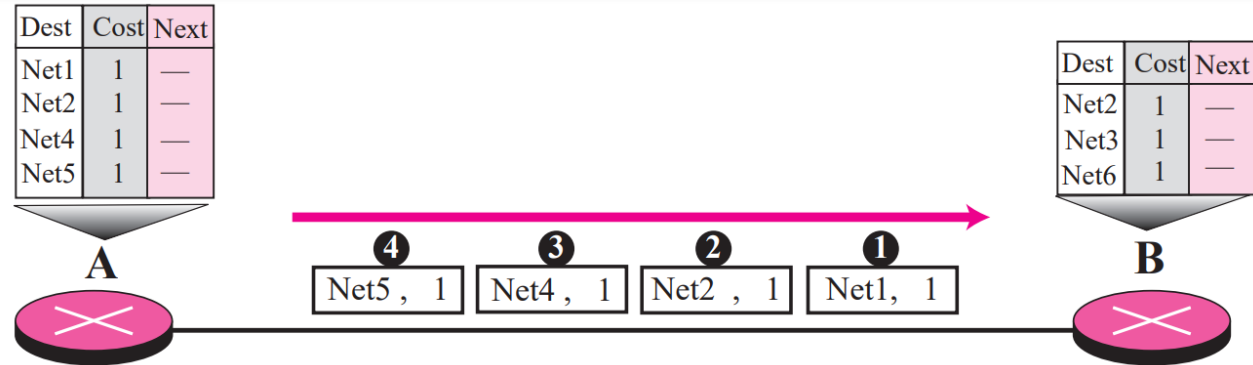 Dest Cost Next
Net1 1 —
Net2 1 —
Net4 1 —
Net5 1 —
A
Dest Cost Next
Net2 1 —
Net3 1 —
Net6 1 —
B
4 3 2 1
Net5 , 1 Net4 , 1 Net2 , 1 Net1, 1